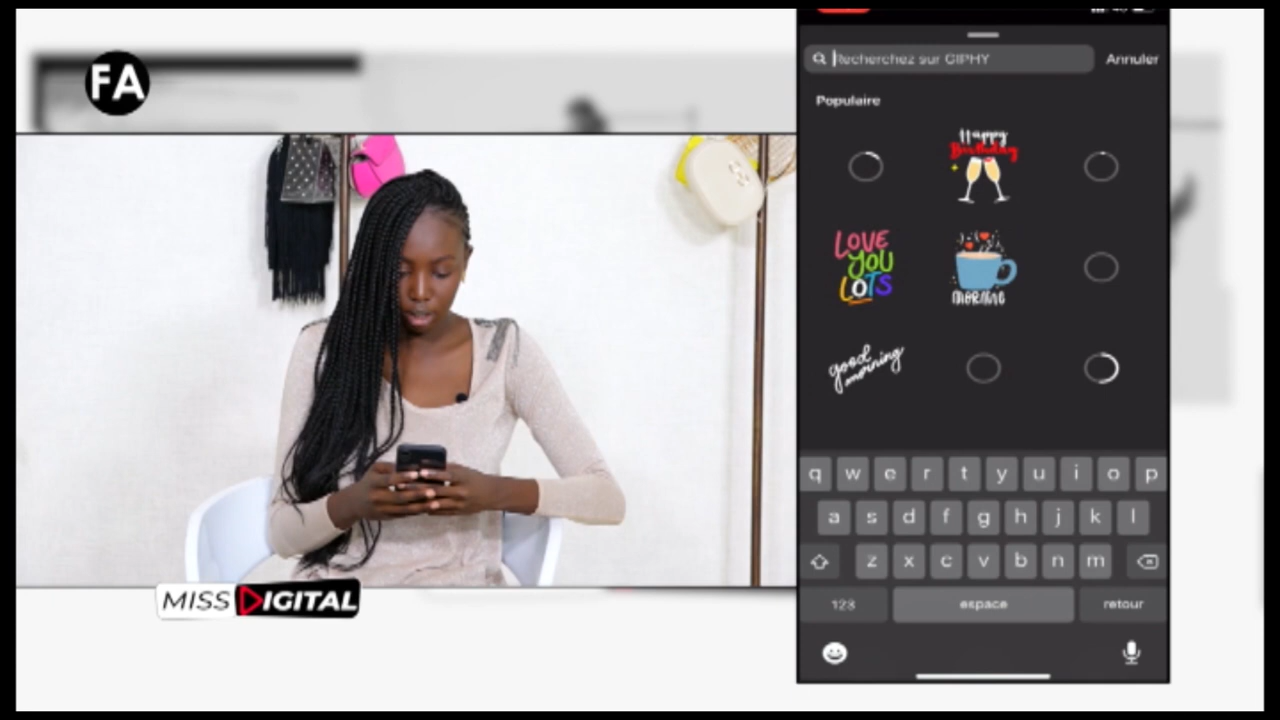 FA
Recherchez sur GIPHY
Annuler
Populaire
Happy
Birthday
LOVE
YOU
LOTS
MORNING
good
morning
q w e r t y u i o p
a s d f g h j k l
z x c v b n m
123
espace
retour
MISS DIGITAL